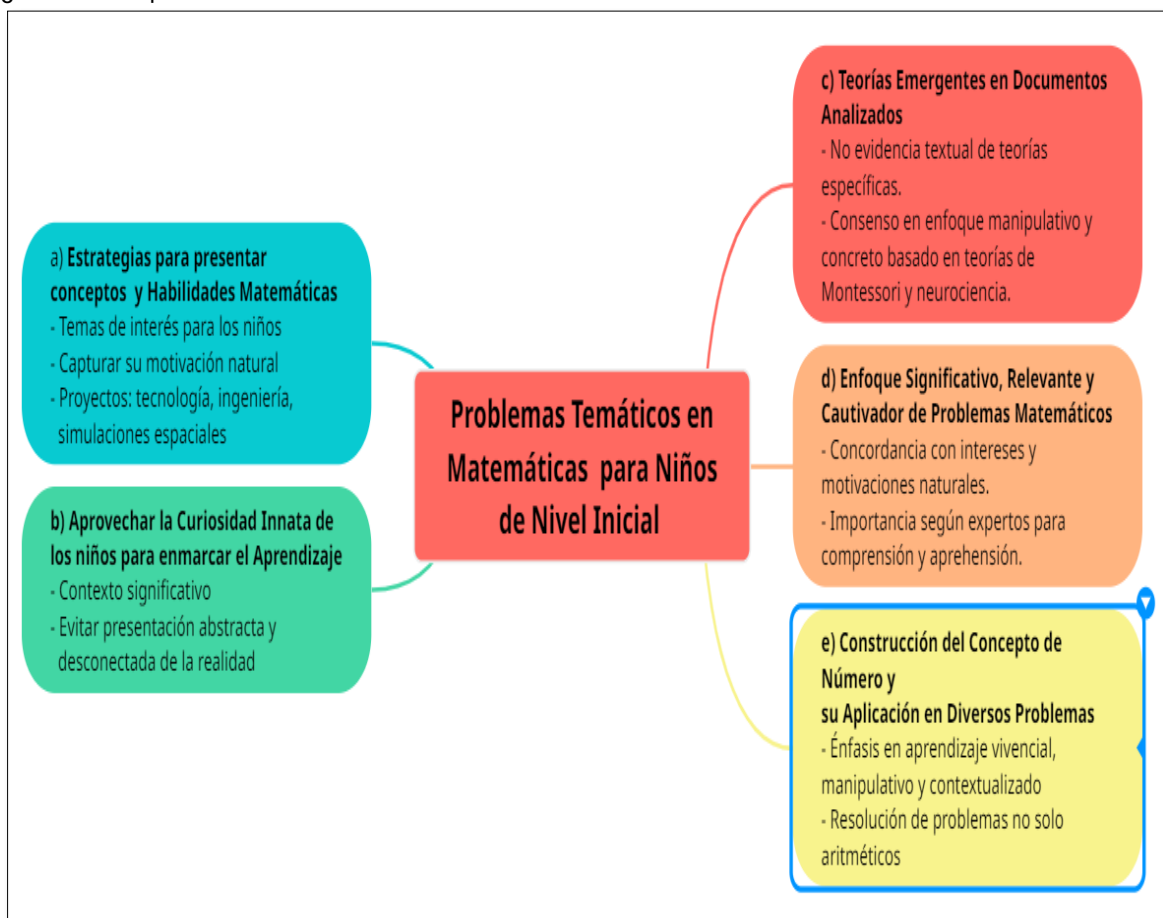 Problemas Temáticos en
Matemáticas para Niños
de Nivel Inicial
a) Estrategias para presentar
conceptos y Habilidades Matemáticas
- Temas de interés para los niños
- Capturar su motivación natural
- Proyectos: tecnología, ingeniería,
simulaciones espaciales
b) Aprovechar la Curiosidad Innata de
los niños para enmarcar el Aprendizaje
- Contexto significativo
- Evitar presentación abstracta y
desconectada de la realidad
c) Teorías Emergentes en Documentos
Analizados
- No evidencia textual de teorías
específicas.
- Consenso en enfoque manipulativo y
concreto basado en teorías de
Montessori y neurociencia.
d) Enfoque Significativo, Relevante y
Cautivador de Problemas Matemáticos
- Concordancia con intereses y
motivaciones naturales.
- Importancia según expertos para
comprensión y aprehensión.
e) Construcción del Concepto de
Número y
su Aplicación en Diversos Problemas
- Énfasis en aprendizaje vivencial,
manipulativo y contextualizado
- Resolución de problemas no solo
aritméticos